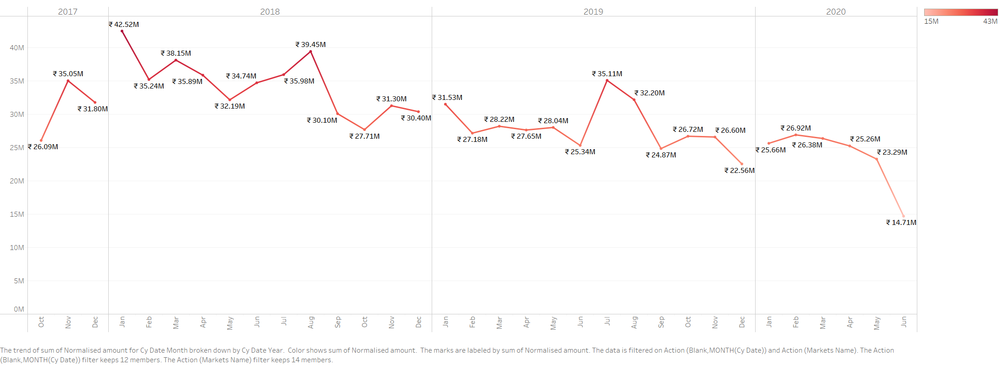 2017 2018 2019 2020
15M 43M
40M
35M
30M
25M
20M
15M
10M
5M
0M
₹ 26.09M
₹ 35.05M
₹ 31.80M
₹ 42.52M
₹ 35.24M
₹ 38.15M
₹ 35.89M
₹ 32.19M
₹ 34.74M
₹ 35.98M
₹ 39.45M
₹ 30.10M
₹ 27.71M
₹ 31.30M
₹ 30.40M
₹ 31.53M
₹ 27.18M
₹ 28.22M
₹ 27.65M
₹ 28.04M
₹ 25.34M
₹ 35.11M
₹ 32.20M
₹ 24.87M
₹ 26.72M
₹ 26.60M
₹ 22.56M
₹ 25.66M
₹ 26.92M
₹ 26.38M
₹ 25.26M
₹ 23.29M
₹ 14.71M
Oct Nov Dec Jan Feb Mar Apr May Jun Jul Aug Sep Oct Nov Dec Jan Feb Mar Apr May Jun Jul Aug Sep Oct Nov Dec Jan Feb Mar Apr May Jun
The trend of sum of Normalised amount for Cy Date Month broken down by Cy Date Year.  Color shows sum of Normalised amount.  The marks are labeled by sum of Normalised amount. The data is filtered on Action (Blank,MONTH(Cy Date)) and Action (Markets Name). The Action
(Blank,MONTH(Cy Date)) filter keeps 12 members. The Action (Markets Name) filter keeps 14 members.